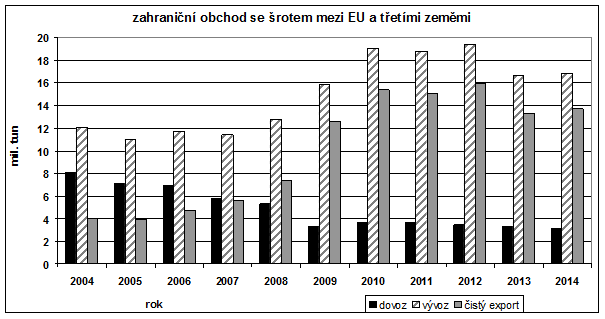 zahraniční obchod se šrotem mezi EU a třetími zeměmi
20
18
16
14
12
10
8
6
4
2
0
mil. tun
2004 2005 2006 2007 2008 2009 2010 2011 2012 2013 2014
rok
dovoz vývoz čistý export